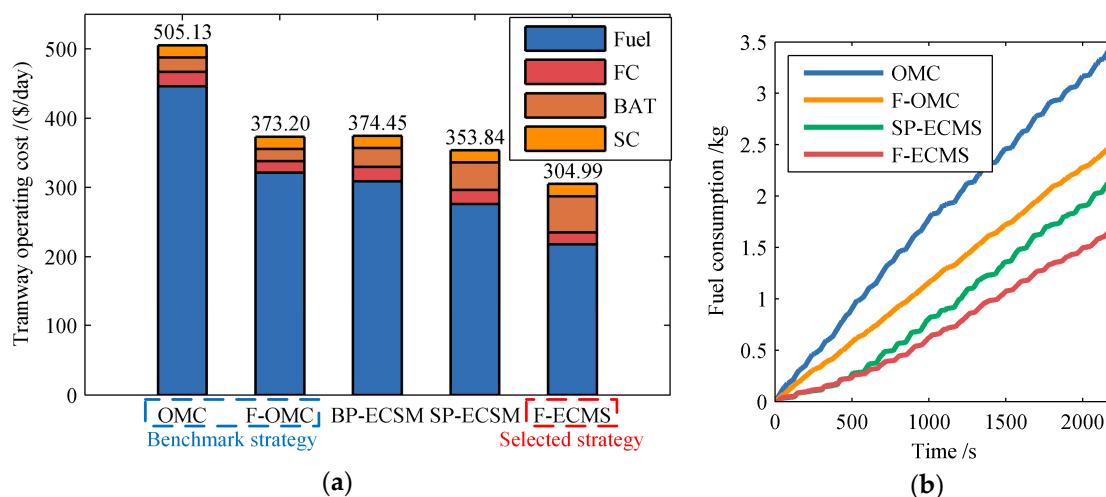 505.13
373.20
374.45
353.84
304.99
Fuel
FC
BAT
SC
Tramway operating cost /($/day)
500
400
300
200
100
0
OMC F-OMC BP-ECSM SP-ECSM F-ECMS
Benchmark strategy Selected strategy
(a)
OMC
F-OMC
SP-ECMS
F-ECMS
Fuel consumption /kg
3.5
3
2.5
2
1.5
1
0.5
0
0 500 1000 1500 2000
Time /s
(b)